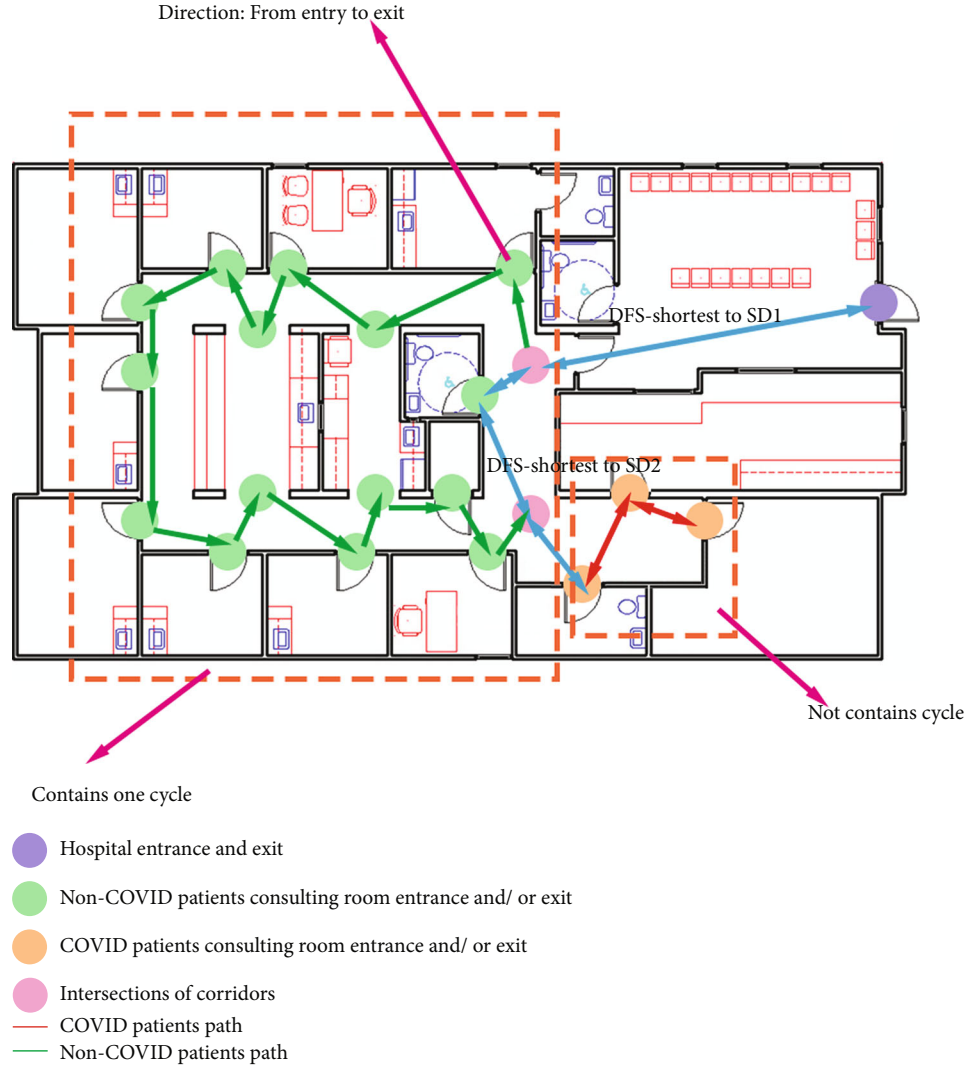 Direction: From entry to exit
DFS-shortest to SD1
DFS-shortest to SD2
Not contains cycle
Contains one cycle
Hospital entrance and exit
Non-COVID patients consulting room entrance and/ or exit
COVID patients consulting room entrance and/ or exit
Intersections of corridors
COVID patients path
Non-COVID patients path